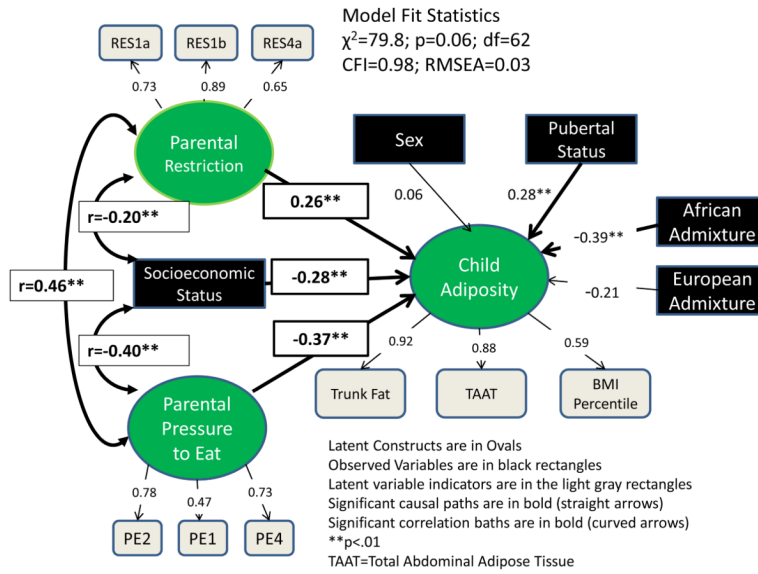 Model Fit Statistics
χ²=79.8; p=0.06; df=62
CFI=0.98; RMSEA=0.03
RES1a
RES1b
RES4a
0.73
0.89
0.65
Parental
Restriction
Sex
Pubertal
Status
r=-0.20**
0.26**
0.06
0.28**
African
Admixture
-0.39**
Socioeconomic
Status
-0.28**
Child
Adiposity
r=0.46**
European
Admixture
-0.21
r=-0.40**
-0.37**
0.92
0.88
0.59
Trunk Fat
TAAT
BMI
Percentile
Parental
Pressure
to Eat
0.78
0.47
0.73
PE2
PE1
PE4
Latent Constructs are in Ovals
Observed Variables are in black rectangles
Latent variable indicators are in the light gray rectangles
Significant causal paths are in bold (straight arrows)
Significant correlation baths are in bold (curved arrows)
**p<.01
TAAT=Total Abdominal Adipose Tissue